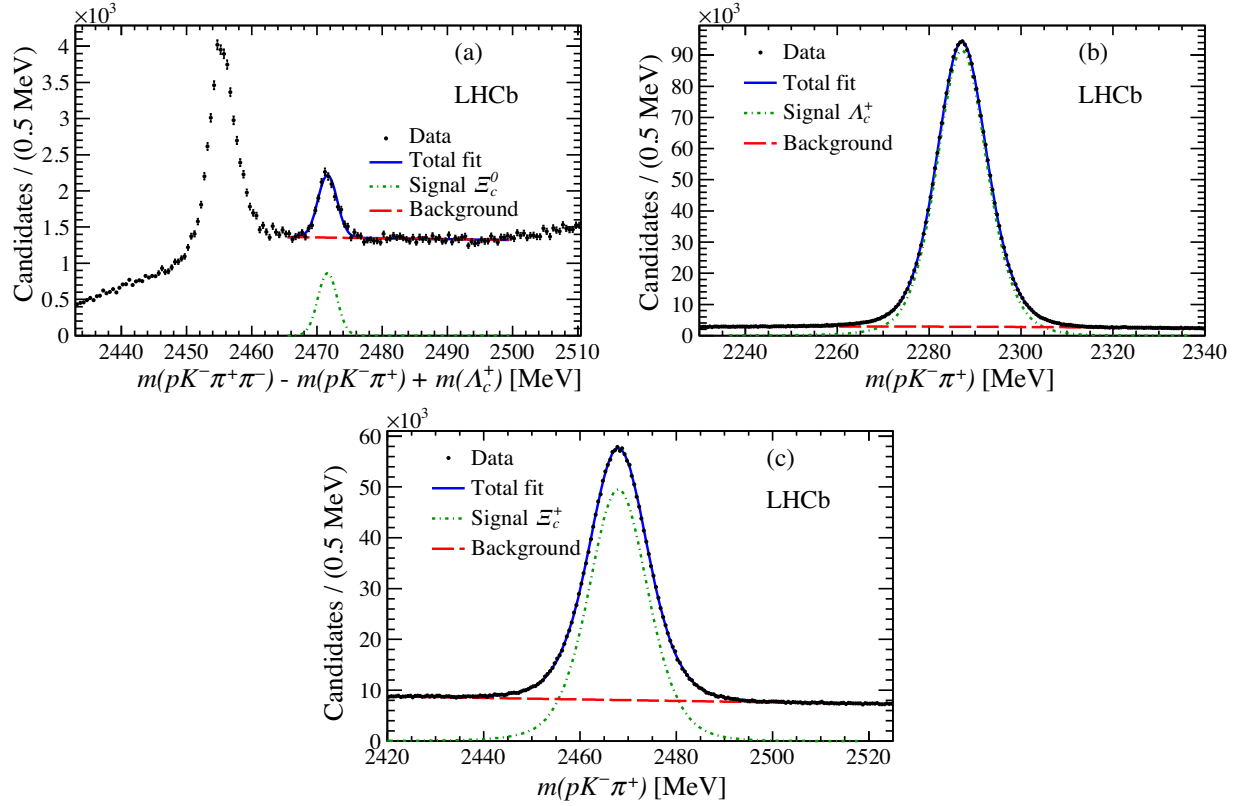 ×10³
4
3.5
3
2.5
2
1.5
1
0.5
0
Candidates / (0.5 MeV)
(a)
LHCb
Data
Total fit
Signal Ξc⁰
Background
2440 2450 2460 2470 2480 2490 2500 2510
m(pK⁻π⁺π⁻) - m(pK⁻π⁺) + m(Λc⁺) [MeV]
×10³
90
80
70
60
50
40
30
20
10
0
Candidates / (0.5 MeV)
(b)
LHCb
Data
Total fit
Signal Λc⁺
Background
2240 2260 2280 2300 2320 2340
m(pK⁻π⁺) [MeV]
×10³
60
50
40
30
20
10
0
Candidates / (0.5 MeV)
(c)
LHCb
Data
Total fit
Signal Ξc⁺
Background
2420 2440 2460 2480 2500 2520
m(pK⁻π⁺) [MeV]